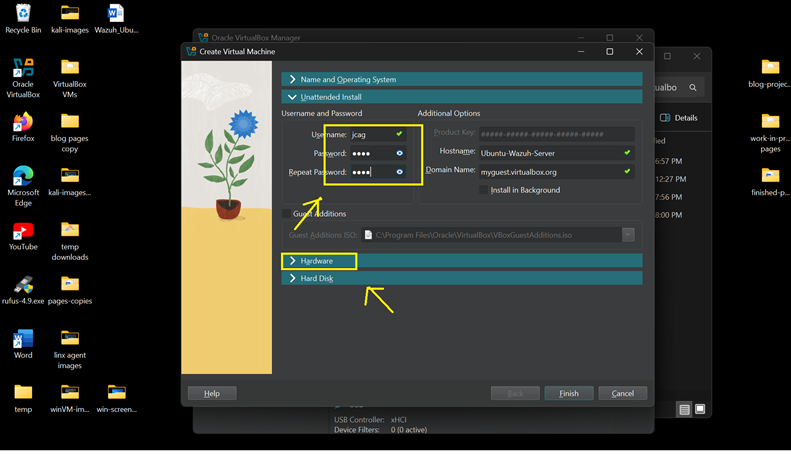 Recycle Bin
kali-images
Wazuh_Ubu...
Oracle VirtualBox
VirtualBox VMs
Firefox
blog pages copy
Microsoft Edge
kali-images...
YouTube
temp downloads
rufus-4.9.exe
pages-copies
Word
linx agent images
temp
winVM-im...
win-screen...
Oracle VirtualBox Manager
Create Virtual Machine
Name and Operating System
Unattended Install
Username and Password
Username: jcag
Password: ••••
Repeat Password: ••••
Additional Options
Product Key: #####-#####-#####-#####-#####
Hostname: Ubuntu-Wazuh-Server
Domain Name: myguest.virtualbox.org
Install in Background
Guest Additions
Guest Additions ISO: C:\Program Files\Oracle\VirtualBox\VBoxGuestAdditions.iso
Hardware
Hard Disk
Help
Back
Finish
Cancel
USB Controller: xHCI
Device Filters: 0 (0 active)
Details
6:57 PM
12:27 PM
7:56 PM
8:00 PM
blog-projec...
work-in-pr... pages
finished-p...